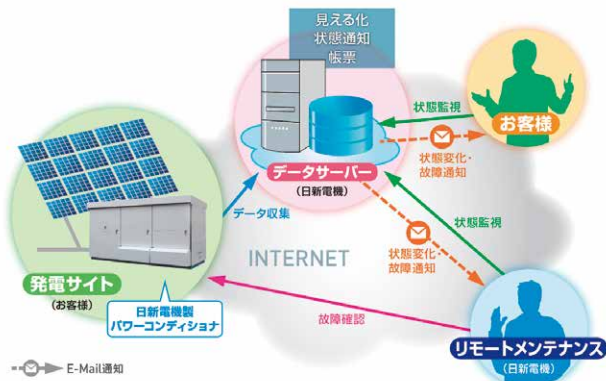 見える化
状態通知
帳票
状態監視
お客様
データサーバー
(日新電機)
状態変化・
故障通知
データ収集
状態監視
INTERNET
状態変化・
故障通知
発電サイト
(お客様)
日新電機製
パワーコンディショナ
故障確認
リモートメンテナンス
(日新電機)
E-Mail通知